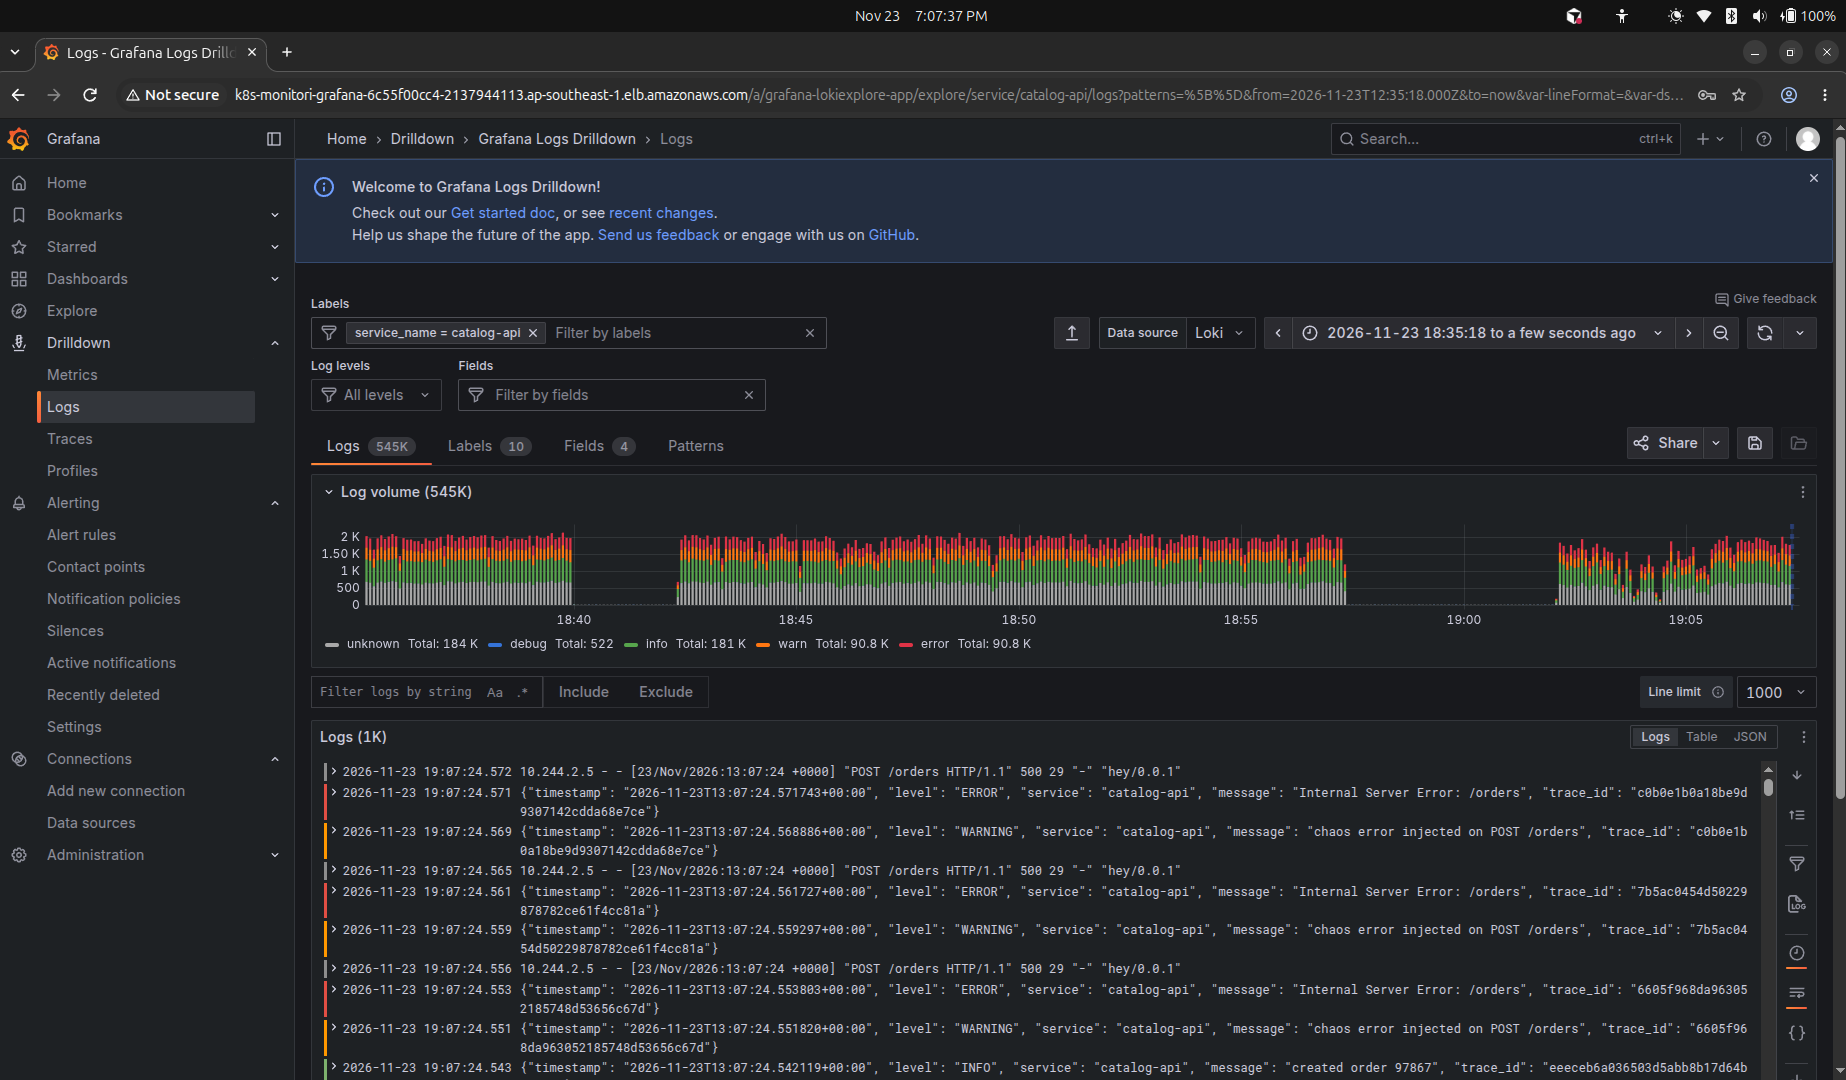 Nov 23 7:07:37 PM
100%
Logs - Grafana Logs Drill
Not secure k8s-monitori-grafana-6c55f00cc4-2137944113.ap-southeast-1.elb.amazonaws.com/a/grafana-lokiexplore-app/explore/service/catalog-api/logs?patterns=%5B%5D&from=2026-11-23T12:35:18.000Z&to=now&var-lineFormat=&var-ds...
Grafana
Home › Drilldown › Grafana Logs Drilldown › Logs
Search... ctrl+k
Home
Bookmarks
Starred
Dashboards
Explore
Drilldown
Metrics
Logs
Traces
Profiles
Alerting
Alert rules
Contact points
Notification policies
Silences
Active notifications
Recently deleted
Settings
Connections
Add new connection
Data sources
Administration
Welcome to Grafana Logs Drilldown!
Check out our Get started doc, or see recent changes.
Help us shape the future of the app. Send us feedback or engage with us on GitHub.
Give feedback
Labels
service_name = catalog-api Filter by labels
Data source Loki 2026-11-23 18:35:18 to a few seconds ago
Log levels Fields
All levels Filter by fields
Logs 545K Labels 10 Fields 4 Patterns
Share
Log volume (545K)
2 K
1.50 K
1 K
500
0
18:40 18:45 18:50 18:55 19:00 19:05
unknown Total: 184 K debug Total: 522 info Total: 181 K warn Total: 90.8 K error Total: 90.8 K
Filter logs by string Aa .* Include Exclude
Line limit 1000
Logs (1K)
Logs Table JSON
2026-11-23 19:07:24.572 10.244.2.5 - - [23/Nov/2026:13:07:24 +0000] "POST /orders HTTP/1.1" 500 29 "-" "hey/0.0.1"
2026-11-23 19:07:24.571 {"timestamp": "2026-11-23T13:07:24.571743+00:00", "level": "ERROR", "service": "catalog-api", "message": "Internal Server Error: /orders", "trace_id": "c0b0e1b0a18be9d
9307142cdda68e7ce"}
2026-11-23 19:07:24.569 {"timestamp": "2026-11-23T13:07:24.568886+00:00", "level": "WARNING", "service": "catalog-api", "message": "chaos error injected on POST /orders", "trace_id": "c0b0e1b
0a18be9d9307142cdda68e7ce"}
2026-11-23 19:07:24.565 10.244.2.5 - - [23/Nov/2026:13:07:24 +0000] "POST /orders HTTP/1.1" 500 29 "-" "hey/0.0.1"
2026-11-23 19:07:24.561 {"timestamp": "2026-11-23T13:07:24.561727+00:00", "level": "ERROR", "service": "catalog-api", "message": "Internal Server Error: /orders", "trace_id": "7b5ac0454d50229
878782ce61f4cc81a"}
2026-11-23 19:07:24.559 {"timestamp": "2026-11-23T13:07:24.559297+00:00", "level": "WARNING", "service": "catalog-api", "message": "chaos error injected on POST /orders", "trace_id": "7b5ac04
54d50229878782ce61f4cc81a"}
2026-11-23 19:07:24.556 10.244.2.5 - - [23/Nov/2026:13:07:24 +0000] "POST /orders HTTP/1.1" 500 29 "-" "hey/0.0.1"
2026-11-23 19:07:24.553 {"timestamp": "2026-11-23T13:07:24.553803+00:00", "level": "ERROR", "service": "catalog-api", "message": "Internal Server Error: /orders", "trace_id": "6605f968da96305
2185748d53656c67d"}
2026-11-23 19:07:24.551 {"timestamp": "2026-11-23T13:07:24.551820+00:00", "level": "WARNING", "service": "catalog-api", "message": "chaos error injected on POST /orders", "trace_id": "6605f96
8da963052185748d53656c67d"}
2026-11-23 19:07:24.543 {"timestamp": "2026-11-23T13:07:24.542119+00:00", "level": "INFO", "service": "catalog-api", "message": "created order 97867", "trace_id": "eeeceb6a036503d5abb8b17d64b